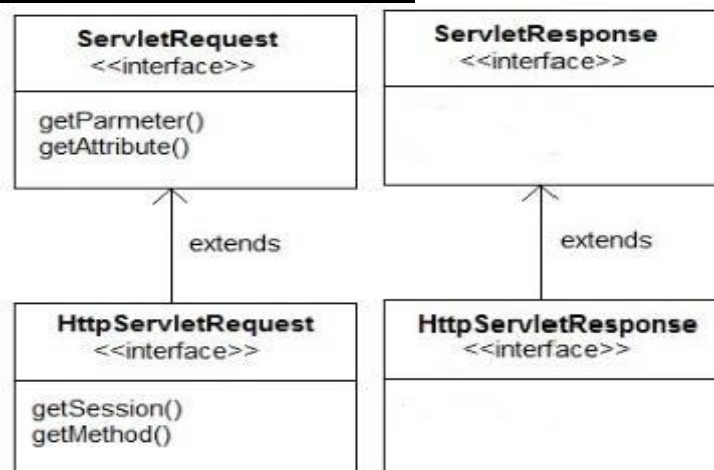 ServletRequest
<<interface>>
getParmeter()
getAttribute()
ServletResponse
<<interface>>
extends
extends
HttpServletRequest
<<interface>>
getSession()
getMethod()
HttpServletResponse
<<interface>>